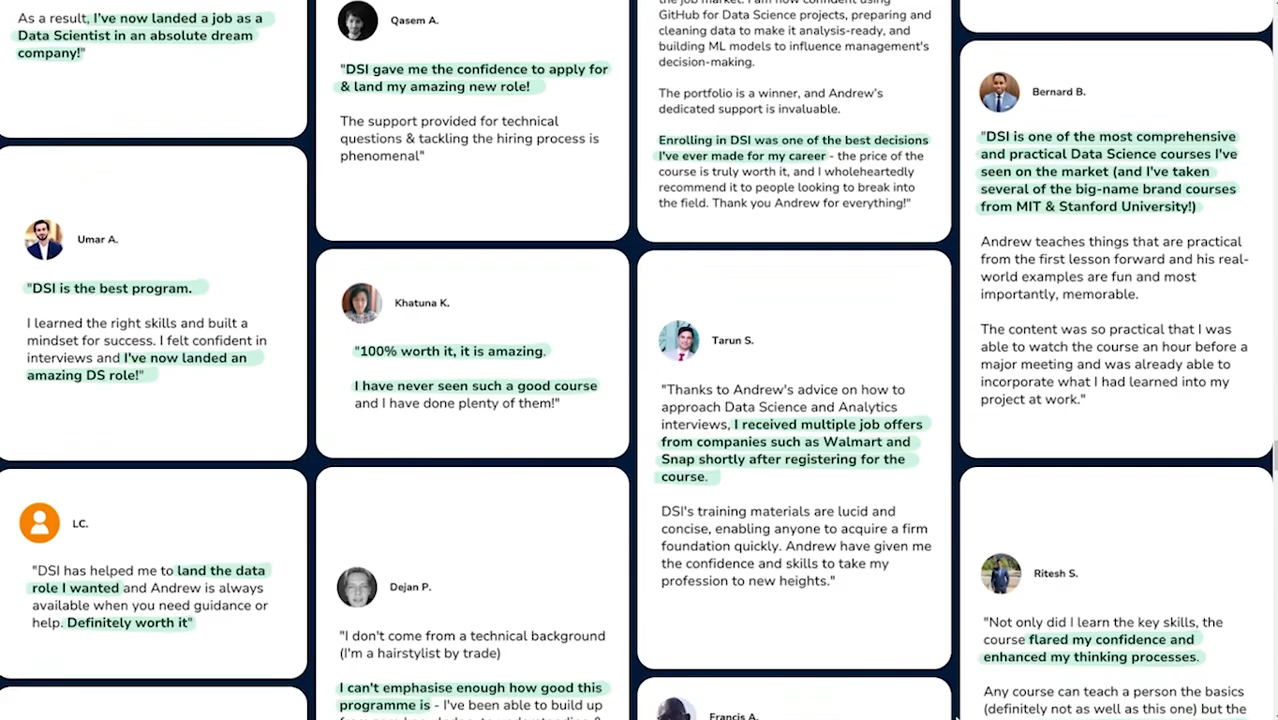 As a result, I've now landed a job as a
Data Scientist in an absolute dream
company!"
Umar A.
"DSI is the best program.
I learned the right skills and built a
mindset for success. I felt confident in
interviews and I've now landed an
amazing DS role!"
LC.
"DSI has helped me to land the data
role I wanted and Andrew is always
available when you need guidance or
help. Definitely worth it"
Qasem A.
"DSI gave me the confidence to apply for
& land my amazing new role!
The support provided for technical
questions & tackling the hiring process is
phenomenal"
Khatuna K.
"100% worth it, it is amazing.
I have never seen such a good course
and I have done plenty of them!"
Dejan P.
"I don't come from a technical background
(I'm a hairstylist by trade)
I can't emphasise enough how good this
programme is - I've been able to build up
the job market. I am now confident using
GitHub for Data Science projects, preparing and
cleaning data to make it analysis-ready, and
building ML models to influence management's
decision-making.
The portfolio is a winner, and Andrew's
dedicated support is invaluable.
Enrolling in DSI was one of the best decisions
I've ever made for my career - the price of the
course is truly worth it, and I wholeheartedly
recommend it to people looking to break into
the field. Thank you Andrew for everything!"
Tarun S.
"Thanks to Andrew's advice on how to
approach Data Science and Analytics
interviews, I received multiple job offers
from companies such as Walmart and
Snap shortly after registering for the
course.
DSI's training materials are lucid and
concise, enabling anyone to acquire a firm
foundation quickly. Andrew have given me
the confidence and skills to take my
profession to new heights."
Francis A.
Bernard B.
"DSI is one of the most comprehensive
and practical Data Science courses I've
seen on the market (and I've taken
several of the big-name brand courses
from MIT & Stanford University!)
Andrew teaches things that are practical
from the first lesson forward and his real-
world examples are fun and most
importantly, memorable.
The content was so practical that I was
able to watch the course an hour before a
major meeting and was already able to
incorporate what I had learned into my
project at work."
Ritesh S.
"Not only did I learn the key skills, the
course flared my confidence and
enhanced my thinking processes.
Any course can teach a person the basics
(definitely not as well as this one) but the